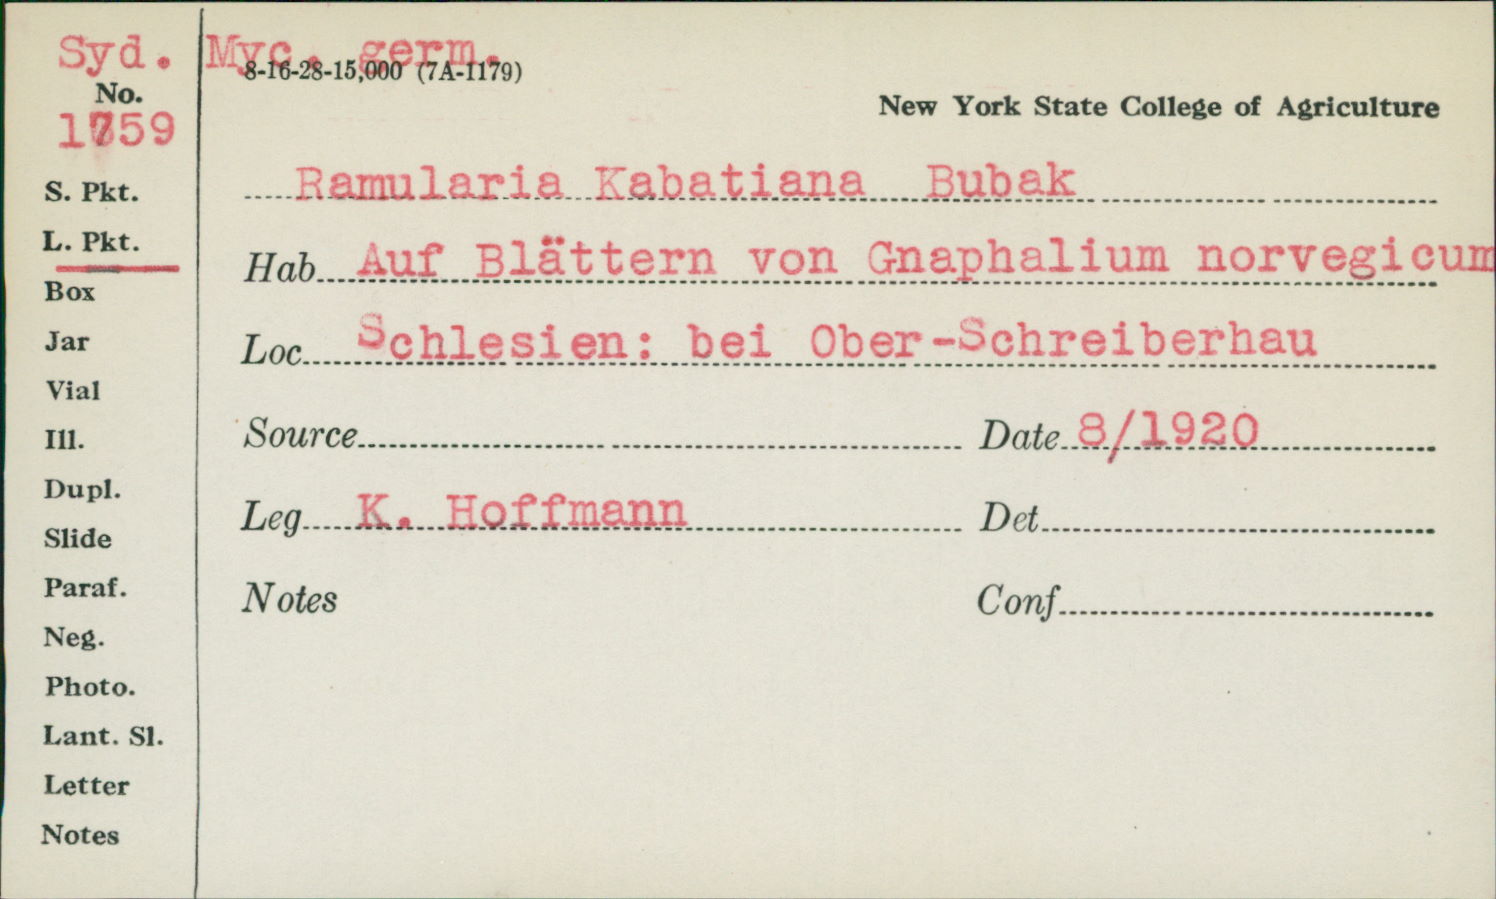 Syd. Myc. germ.
8-16-28-15,000 (7A-1179)
No.
New York State College of Agriculture
S. Pkt.
Ramularia Kabatiana Bubak
L. Pkt.
Hab Auf Blättern von Gnaphalium norvegicum
Box
Jar
Loc Schlesien: bei Ober-Schreiberhau
Vial
Ill.
Source Date 8/1920
Dupl.
Leg K. Hoffmann Det
Slide
Paraf.
Notes Conf
Neg.
Photo.
Lant. Sl.
Letter
Notes